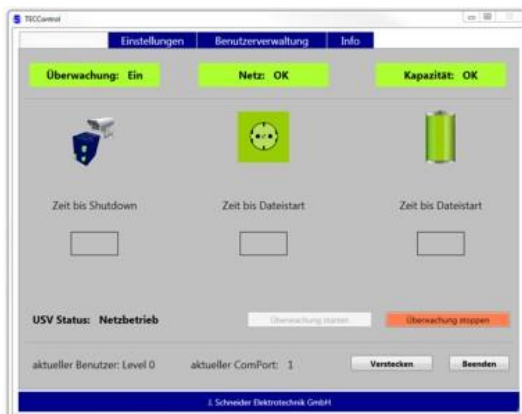 TECControl
Einstellungen Benutzerverwaltung Info
Überwachung: Ein Netz: OK Kapazität: OK
Zeit bis Shutdown Zeit bis Dateistart Zeit bis Dateistart
USV Status: Netzbetrieb Überwachung starten Überwachung stoppen
aktueller Benutzer: Level 0 aktueller ComPort: 1 Verstecken Beenden
J. Schneider Elektrotechnik GmbH